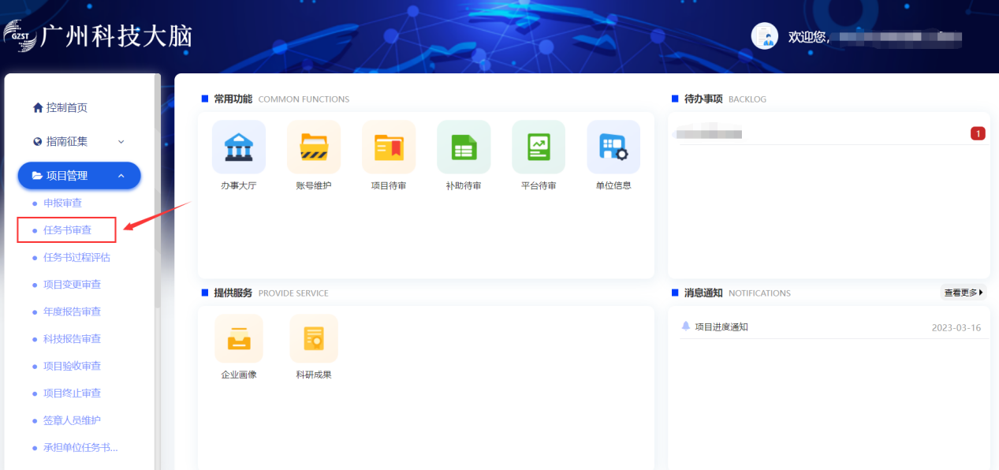 GZST 广州科技大脑
欢迎您,
控制首页
指南征集
项目管理
申报审查
任务书审查
任务书过程评估
项目变更审查
年度报告审查
科技报告审查
项目验收审查
项目终止审查
签章人员维护
承担单位任务书...
常用功能 COMMON FUNCTIONS
办事大厅 账号维护 项目待审 补助待审 平台待审 单位信息
待办事项 BACKLOG
1
提供服务 PROVIDE SERVICE
企业画像 科研成果
消息通知 NOTIFICATIONS 查看更多
项目进度通知 2023-03-16